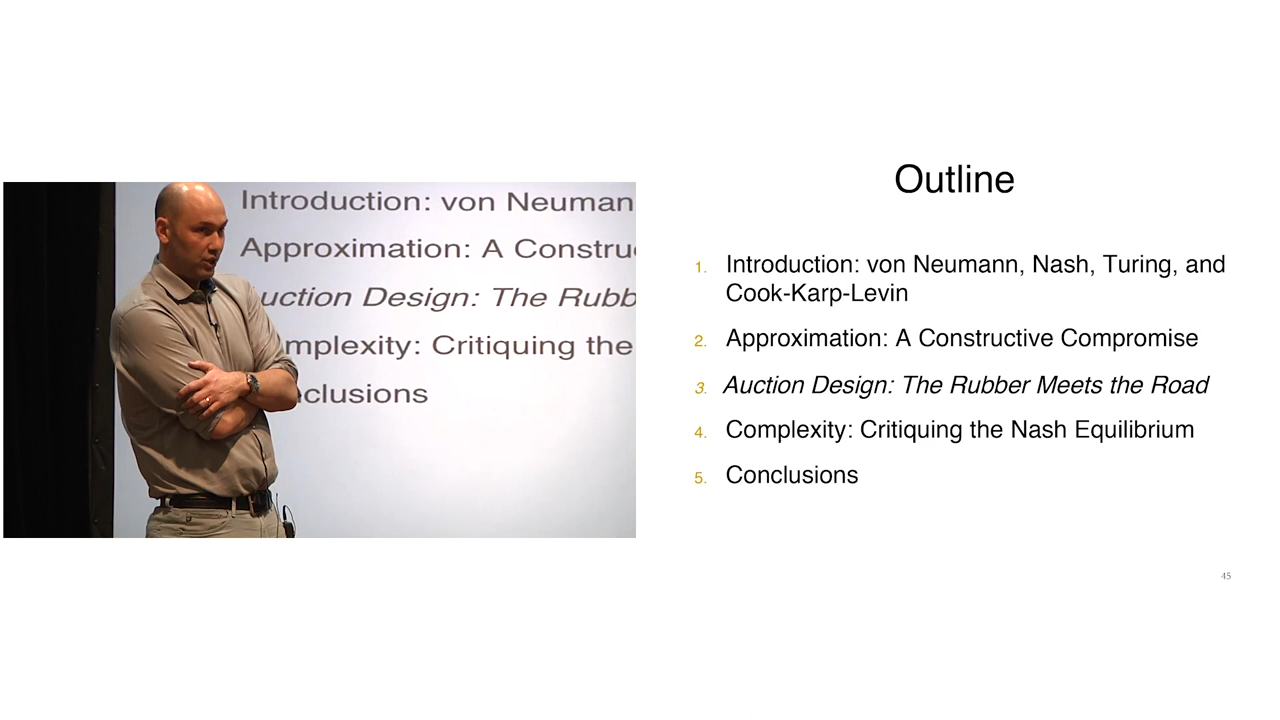 Introduction: von Neuman
Approximation: A Constru
uction Design: The Rubb
mplexity: Critiquing the
clusions
Outline
1. Introduction: von Neumann, Nash, Turing, and
Cook-Karp-Levin
2. Approximation: A Constructive Compromise
3. Auction Design: The Rubber Meets the Road
4. Complexity: Critiquing the Nash Equilibrium
5. Conclusions
45